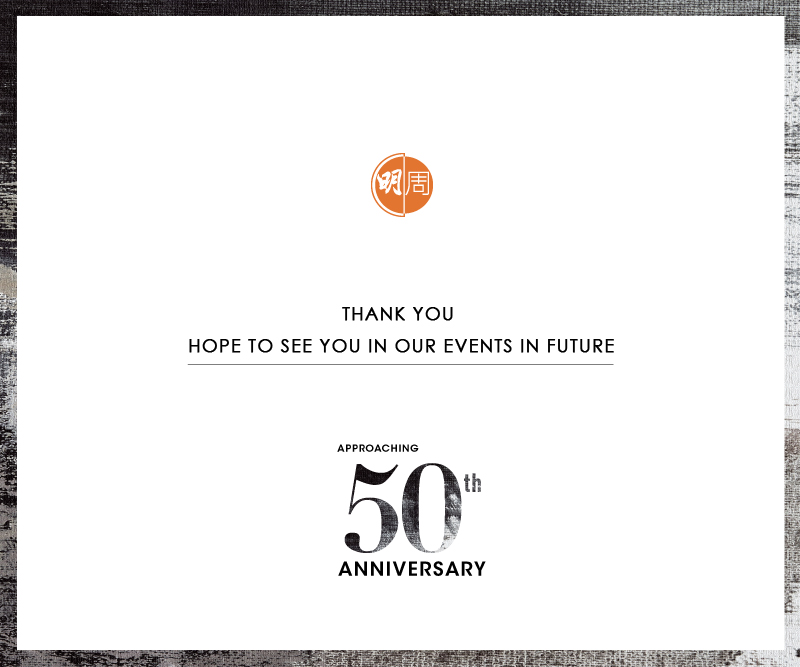 明周
THANK YOU
HOPE TO SEE YOU IN OUR EVENTS IN FUTURE
APPROACHING
50th
ANNIVERSARY